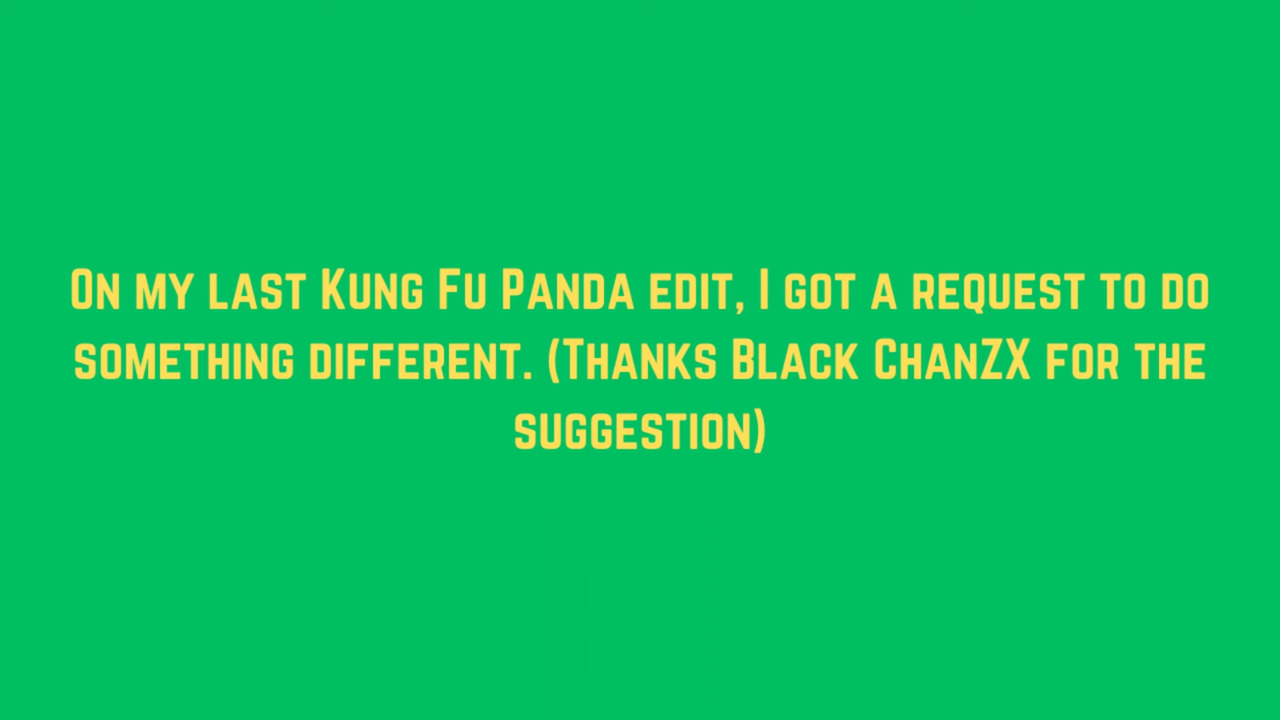 On my last Kung Fu Panda edit, I got a request to do
something different. (Thanks Black ChanZX for the
suggestion)